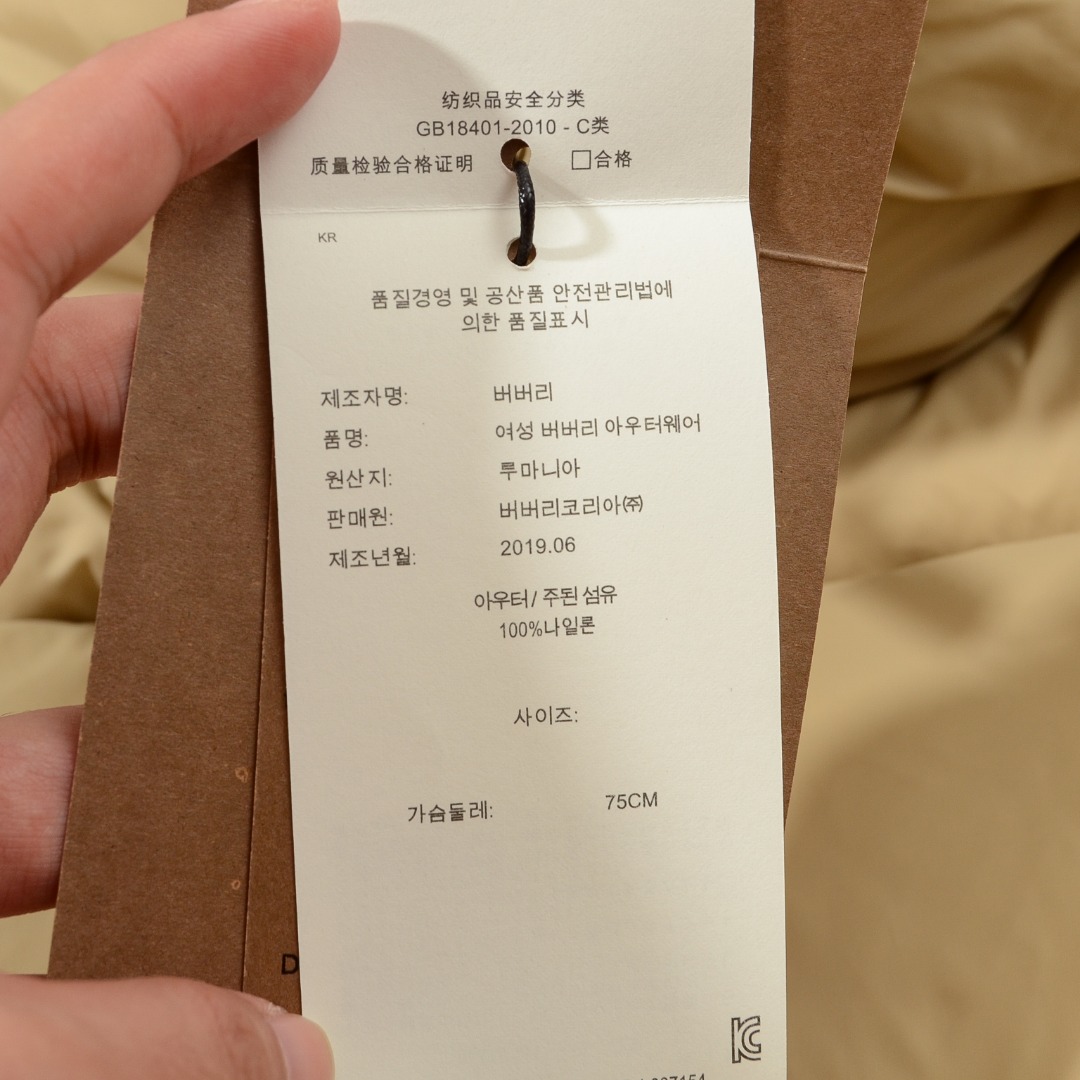 纺织品安全分类
GB18401-2010 - C类
质量检验合格证明 □合格
KR
품질경영 및 공산품 안전관리법에
의한 품질표시
제조자명: 버버리
품명: 여성 버버리 아우터웨어
원산지: 루마니아
판매원: 버버리코리아㈜
제조년월: 2019.06
아우터/ 주된 섬유
100%나일론
사이즈:
가슴둘레: 75CM
D
KC